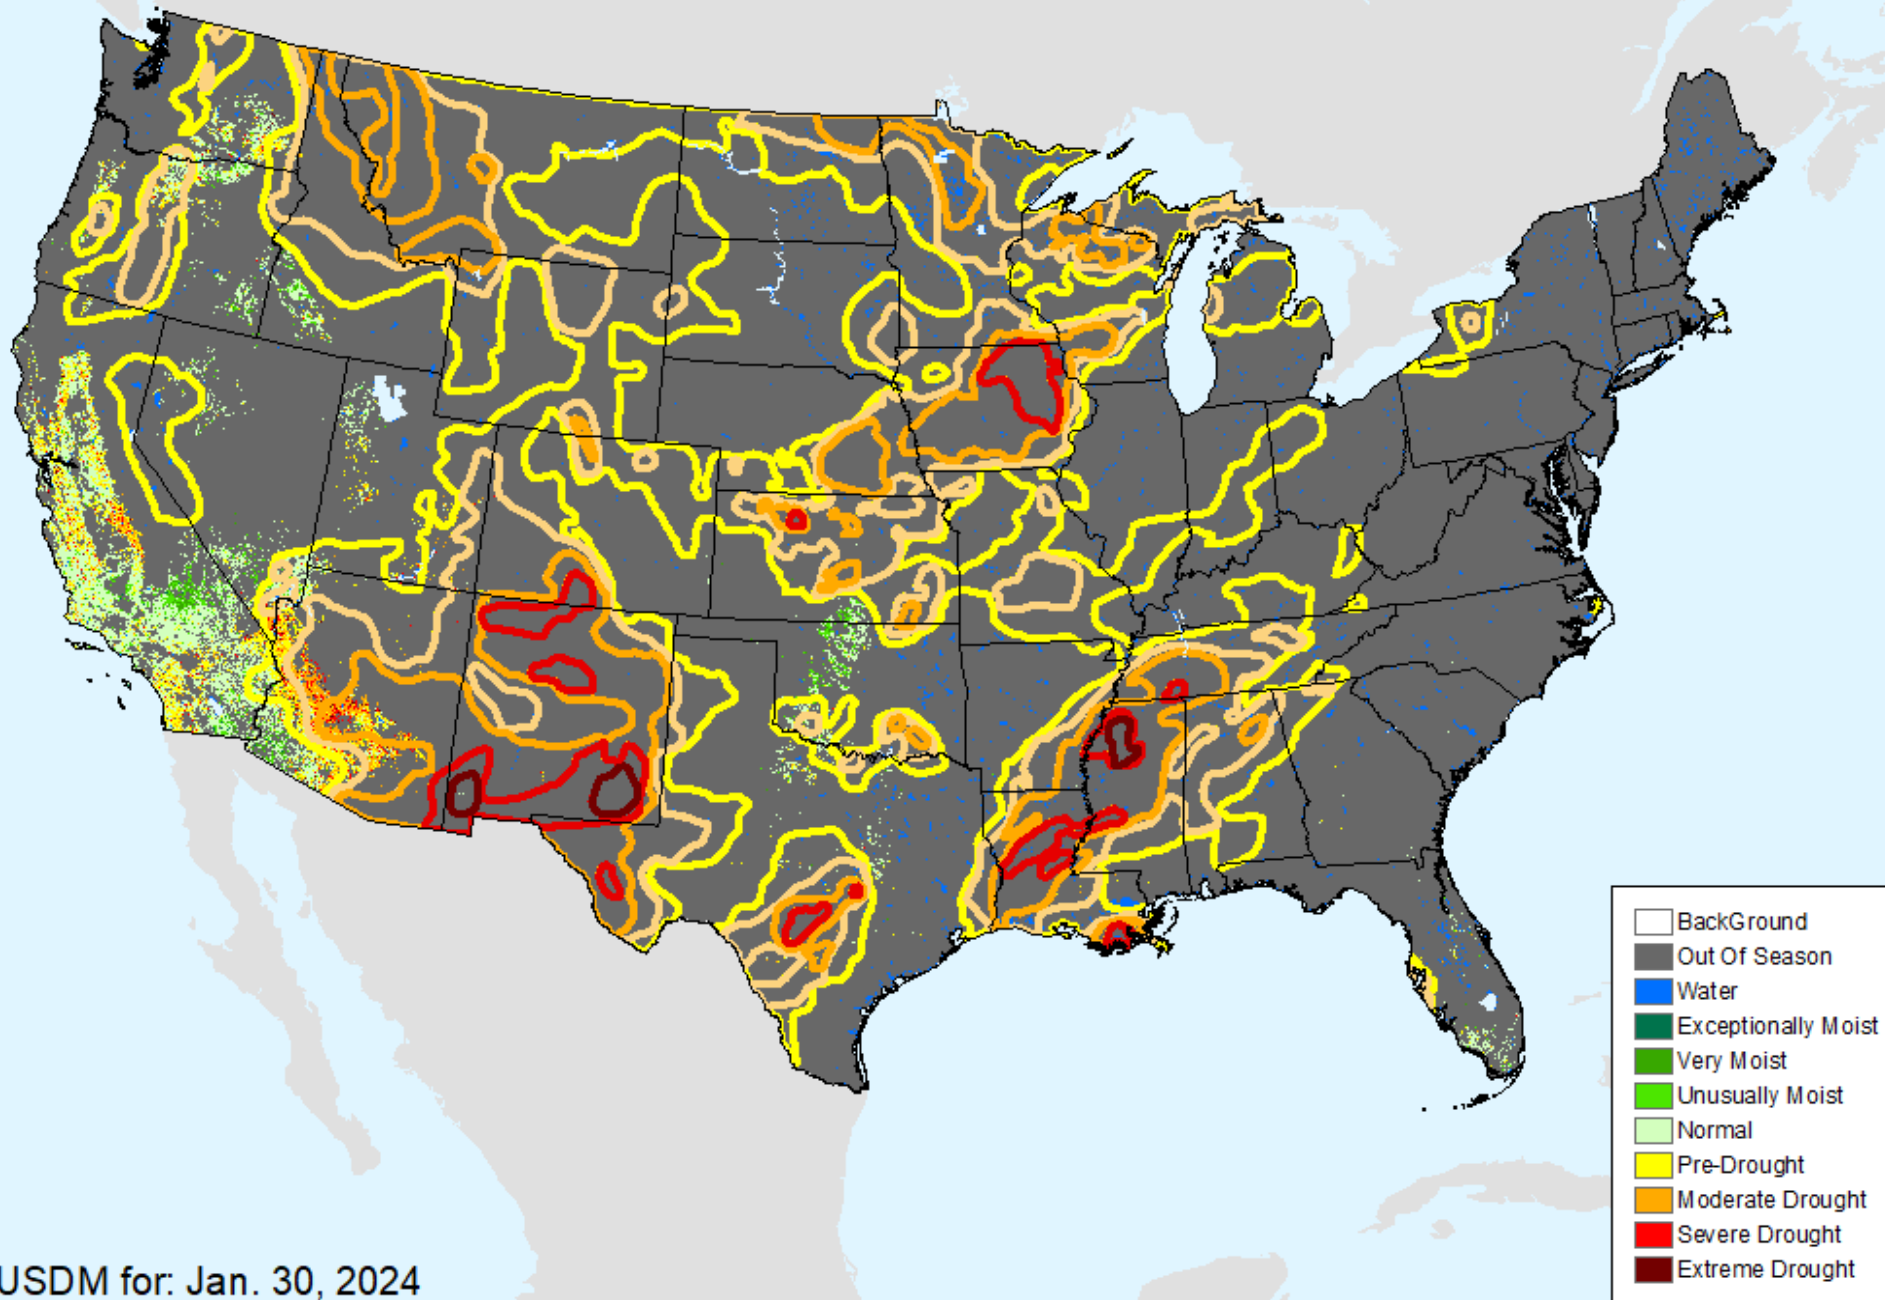 BackGround
Out Of Season
Water
Exceptionally Moist
Very Moist
Unusually Moist
Normal
Pre-Drought
Moderate Drought
Severe Drought
Extreme Drought
USDM for: Jan. 30, 2024